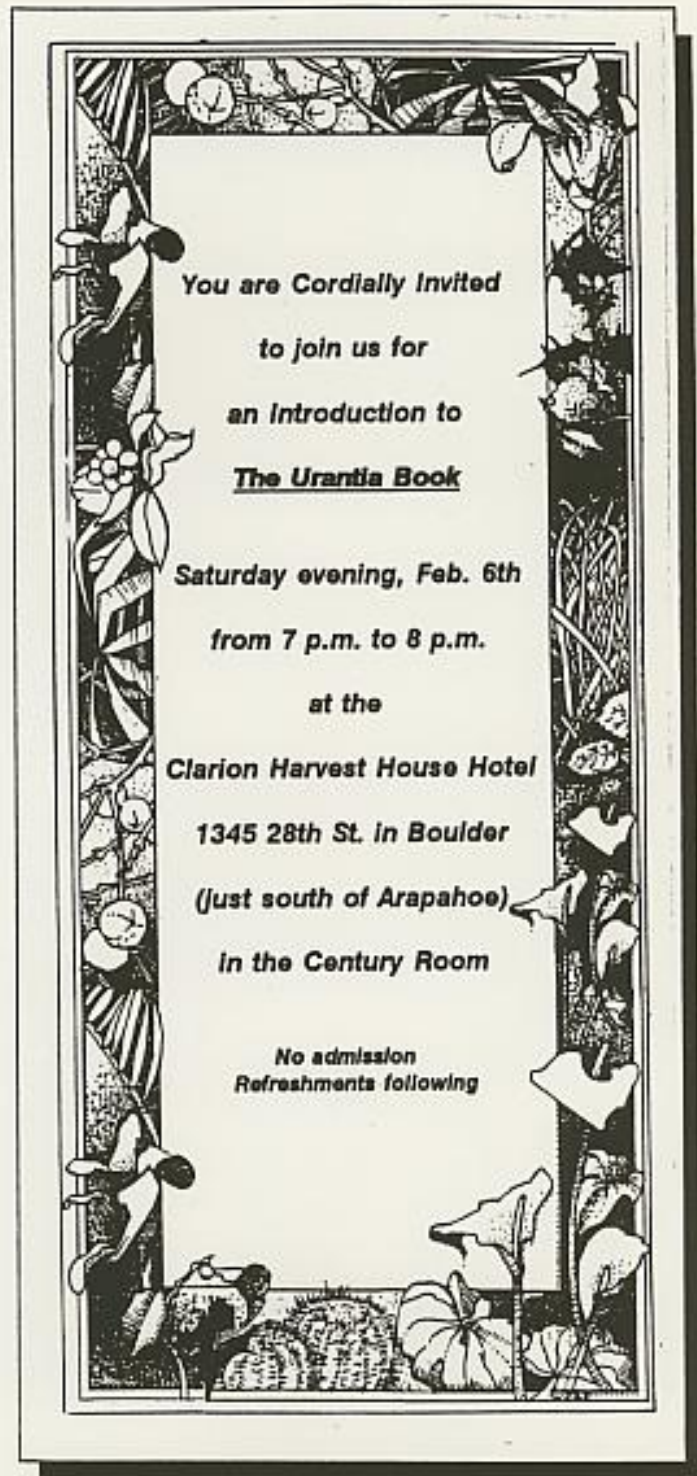 You are Cordially Invited
to join us for
an introduction to
The Urantia Book
Saturday evening, Feb. 6th
from 7 p.m. to 8 p.m.
at the
Clarion Harvest House Hotel
1345 28th St. in Boulder
(just south of Arapahoe)
in the Century Room
No admission
Refreshments following